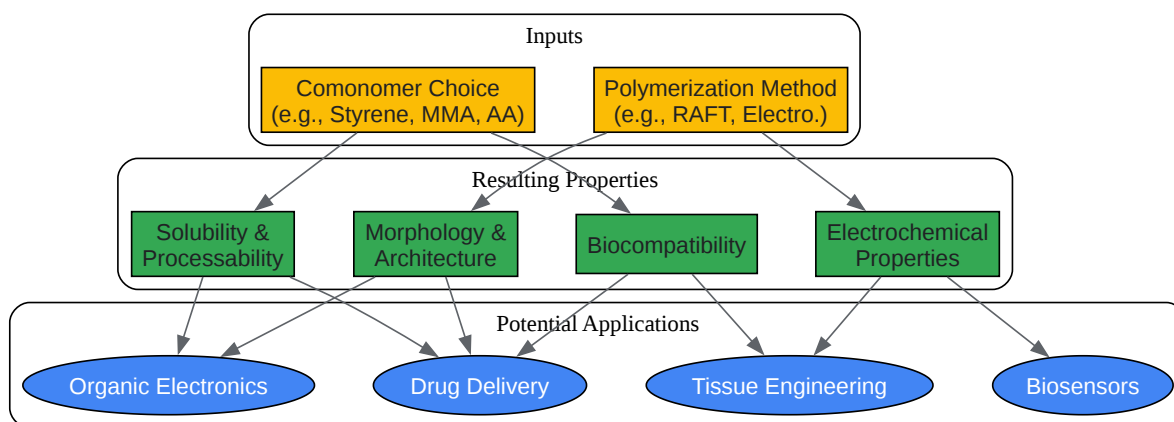 Inputs
Comonomer Choice
(e.g., Styrene, MMA, AA)
Polymerization Method
(e.g., RAFT, Electro.)
Resulting Properties
Solubility &
Processability
Morphology &
Architecture
Biocompatibility
Electrochemical
Properties
Potential Applications
Organic Electronics
Drug Delivery
Tissue Engineering
Biosensors